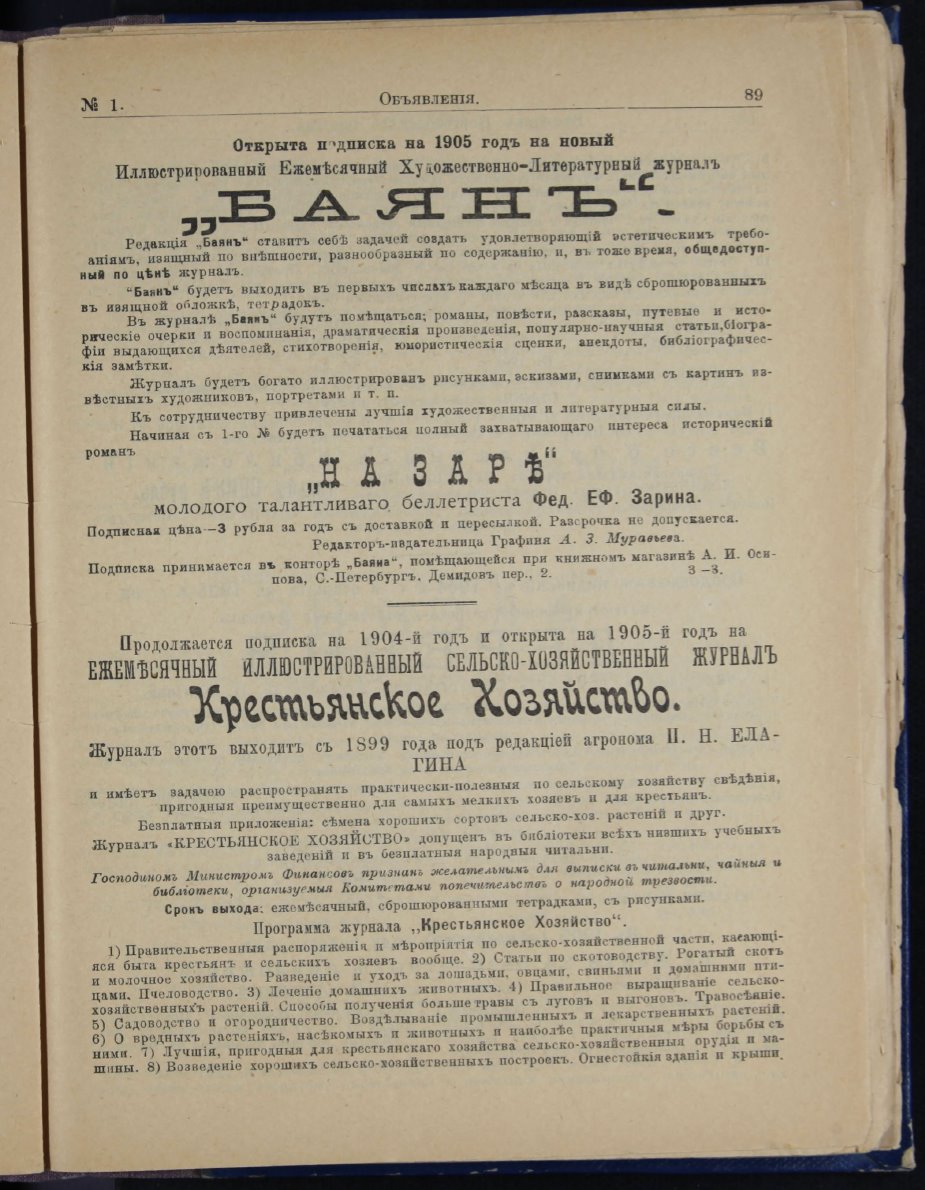 № 1.
Объявленія.
89
Открыта подписка на 1905 годъ на новый
Иллюстрированный Ежемѣсячный Художественно-Литературный журналъ
„БАЯНЪ“.
Редакція „Баянъ“ ставитъ себѣ задачей создать удовлетворяющій эстетическимъ требо-
аніямъ, изящный по внѣшности, разнообразный по содержанію, и, въ тоже время, общедоступ-
ный по цѣнѣ журналъ.
“Баянъ“ будетъ выходить въ первыхъ числахъ каждаго мѣсяца въ видѣ сброшюрованныхъ
въ изящной обложкѣ, тетрадокъ.
Въ журналѣ „Баянъ“ будутъ помѣщаться; романы, повѣсти, разсказы, путевые и исто-
рическіе очерки и воспоминанія, драматическія произведенія, популярно-научныя статьи, біогра-
фіи выдающихся дѣятелей, стихотворенія, юмористическія сценки, анекдоты, библіографичес-
кія замѣтки.
Журналъ будетъ богато иллюстрированъ рисунками, эскизами, снимками съ картинъ из-
вѣстныхъ художниковъ, портретами и т. п.
Къ сотрудничеству привлечены лучшія художественныя и литературныя силы.
Начиная съ 1-го № будетъ печататься полный захватывающаго интереса историческій
романъ
„НА ЗАРѢ“
молодого талантливаго беллетриста Фед. Еф. Зарина.
Подписная цѣна—3 рубля за годъ съ доставкой и пересылкой. Разсрочка не допускается.
Редакторъ-издательница Графиня А. З. Муравьева.
Подписка принимается въ конторѣ „Баяна“, помѣщающейся при книжномъ магазинѣ А. И. Оси-
пова, С.-Петербургъ, Демидовъ пер., 2.
3—3.
Продолжается подписка на 1904-й годъ и открыта на 1905-й годъ на
ЕЖЕМѢСЯЧНЫЙ ИЛЛЮСТРИРОВАННЫЙ СЕЛЬСКО-ХОЗЯЙСТВЕННЫЙ ЖУРНАЛЪ
Крестьянское Хозяйство.
Журналъ этотъ выходитъ съ 1899 года подъ редакціей агронома П. Н. ЕЛА-
ГИНА
и имѣетъ задачею распространять практически-полезныя по сельскому хозяйству свѣдѣнія,
пригодныя преимущественно для самыхъ мелкихъ хозяевъ и для крестьянъ.
Безплатныя приложенія: сѣмена хорошихъ сортовъ сельско-хоз. растеній и друг.
Журналъ «КРЕСТЬЯНСКОЕ ХОЗЯЙСТВО» допущенъ въ библіотеки всѣхъ низшихъ учебныхъ
заведеній и въ безплатныя народныя читальни.
Господиномъ Министромъ Финансовъ признанъ желательнымъ для выписки въ читальни, чайныя и
библіотеки, организуемыя Комитетами попечительствъ о народной трезвости.
Срокъ выхода: ежемѣсячный, сброшюрованными тетрадками, съ рисунками.
Программа журнала „Крестьянское Хозяйство“.
1) Правительственныя распоряженія и мѣропріятія по сельско-хозяйственной части, касающі-
яся быта крестьянъ и сельскихъ хозяевъ вообще. 2) Статьи по скотоводству. Рогатый скотъ
и молочное хозяйство. Разведеніе и уходъ за лошадьми, овцами, свиньями и домашними пти-
цами. Пчеловодство. 3) Леченіе домашнихъ животныхъ. 4) Правильное выращиваніе сельско-
хозяйственныхъ растеній. Способы полученія больше травы съ луговъ и выгоновъ. Травосѣяніе.
5) Садоводство и огородничество. Воздѣлываніе промышленныхъ и лекарственныхъ растеній.
6) О вредныхъ растеніяхъ, насѣкомыхъ и животныхъ и наиболѣе практичныя мѣры борьбы съ
ними. 7) Лучшія, пригодныя для крестьянскаго хозяйства сельско-хозяйственныя орудія и ма-
шины. 8) Возведеніе хорошихъ сельско-хозяйственныхъ построекъ. Огнестойкія зданія и крыши.